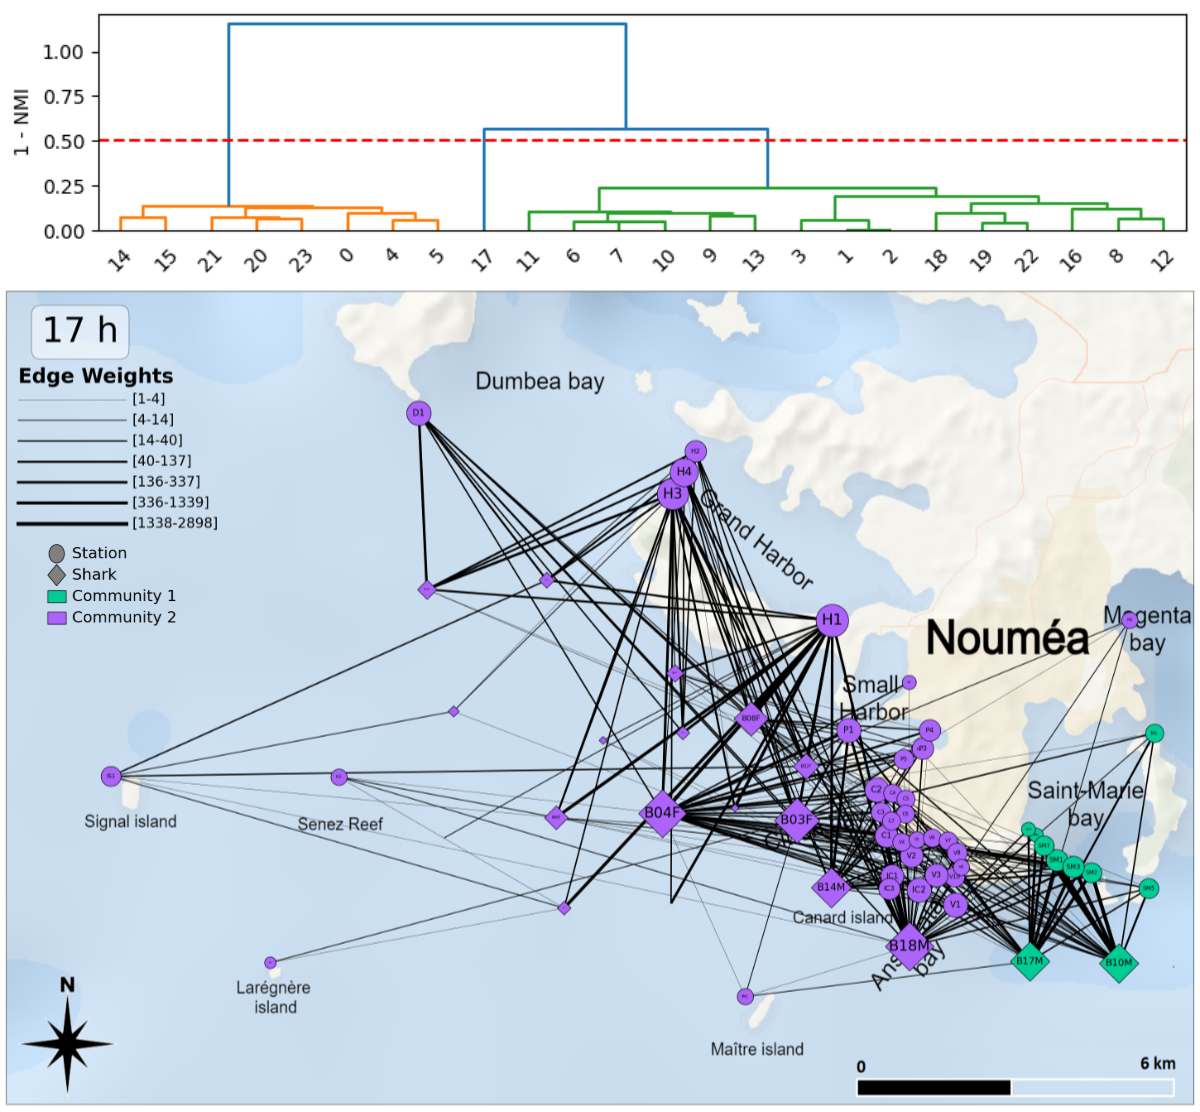 1.00
0.75
0.50
0.25
0.00
1 - NMI
14 15 21 20 23 0 4 5 17 11 6 7 10 9 13 3 1 2 18 19 22 16 8 12
17 h
Edge Weights
[1-4]
[4-14]
[14-40]
[40-137]
[136-337]
[336-1339]
[1338-2898]
Station
Shark
Community 1
Community 2
Dumbea bay
D1
H2
H4
H3
Grand Harbor
H1
Nouméa
Magenta
bay
Small
Harbor
B08F
P1
P4
P3
P5
IS1
Signal island
Senez Reef
B04F
B03F
C2
C1
Saint-Marie
bay
SM7
SM1
SM3
SM2
SM5
V2
IC1
IC3
IC2
V3
V1
B14M
Canard island
B18M
bay
B17M
B10M
Larégnère
island
Maître island
N
0
6 km